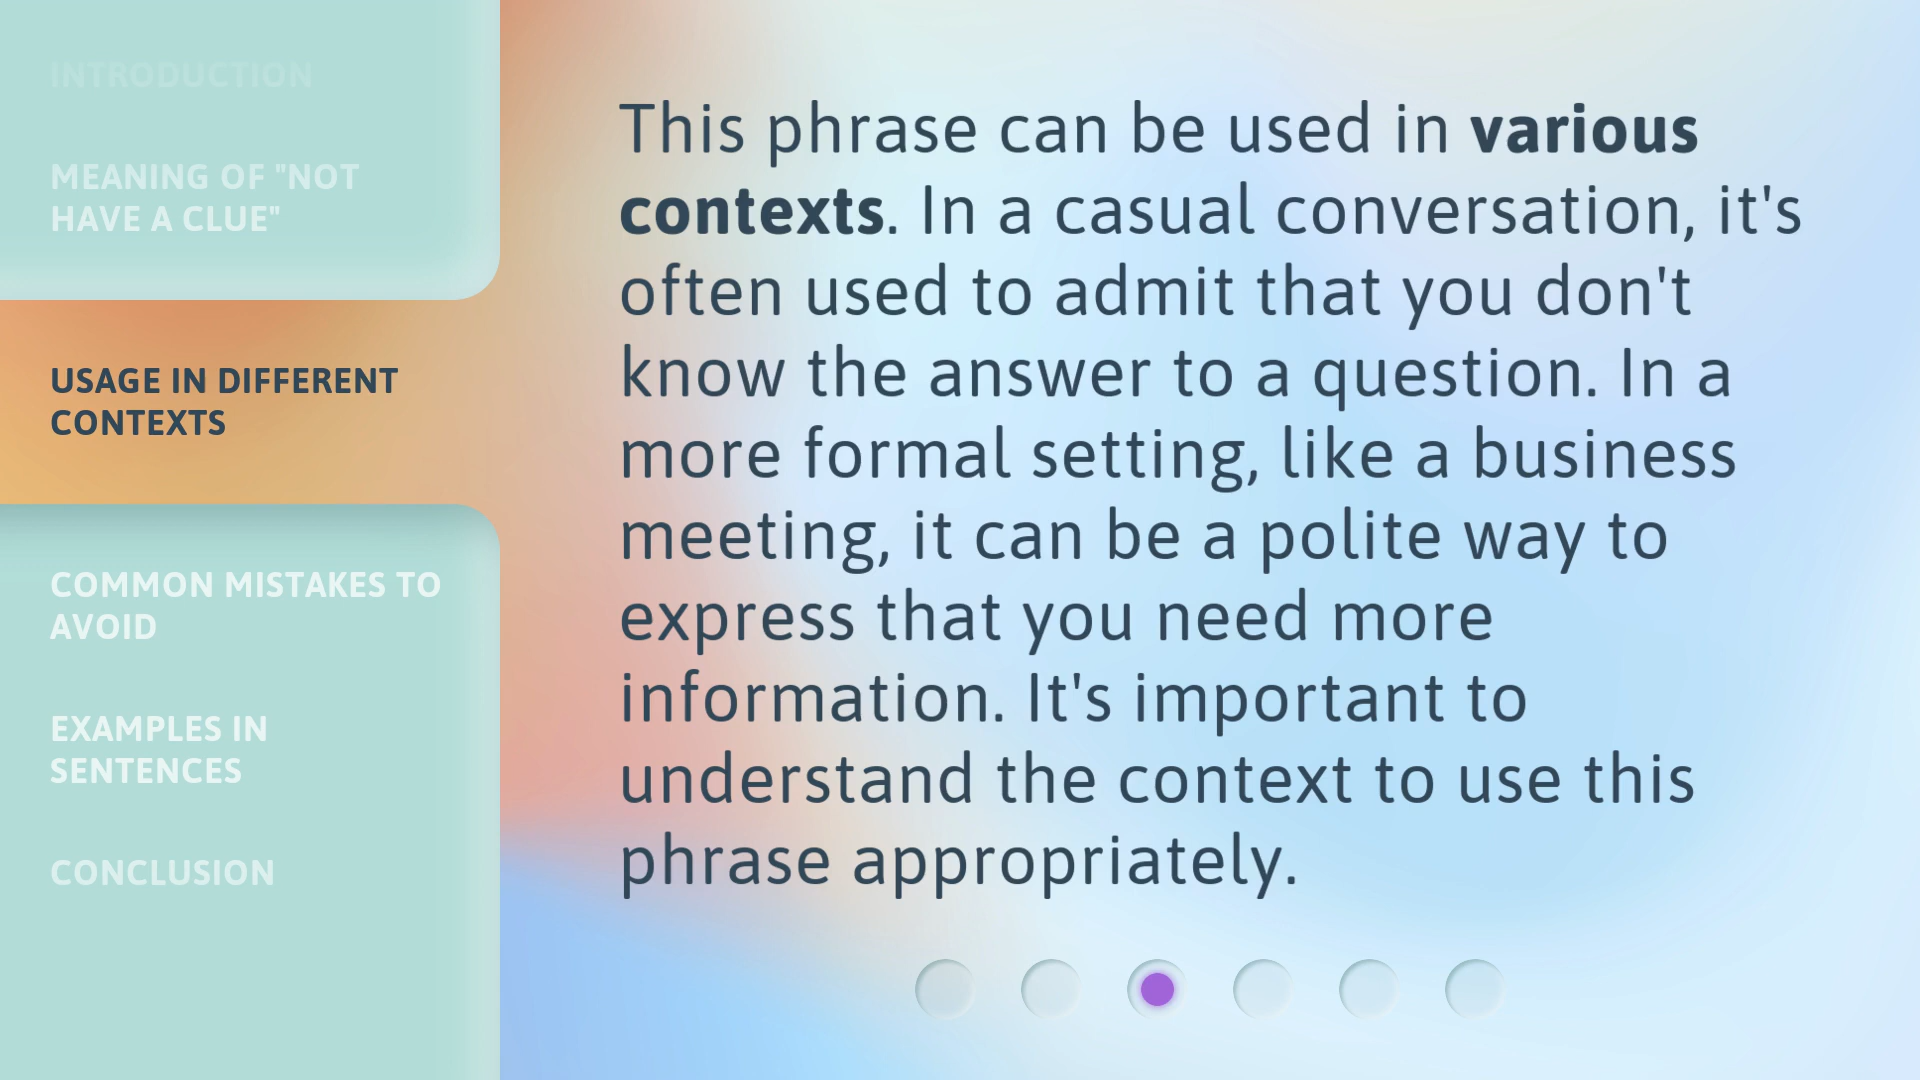 INTRODUCTION
MEANING OF "NOT
HAVE A CLUE"
USAGE IN DIFFERENT
CONTEXTS
COMMON MISTAKES TO
AVOID
EXAMPLES IN
SENTENCES
CONCLUSION
This phrase can be used in various
contexts. In a casual conversation, it's
often used to admit that you don't
know the answer to a question. In a
more formal setting, like a business
meeting, it can be a polite way to
express that you need more
information. It's important to
understand the context to use this
phrase appropriately.